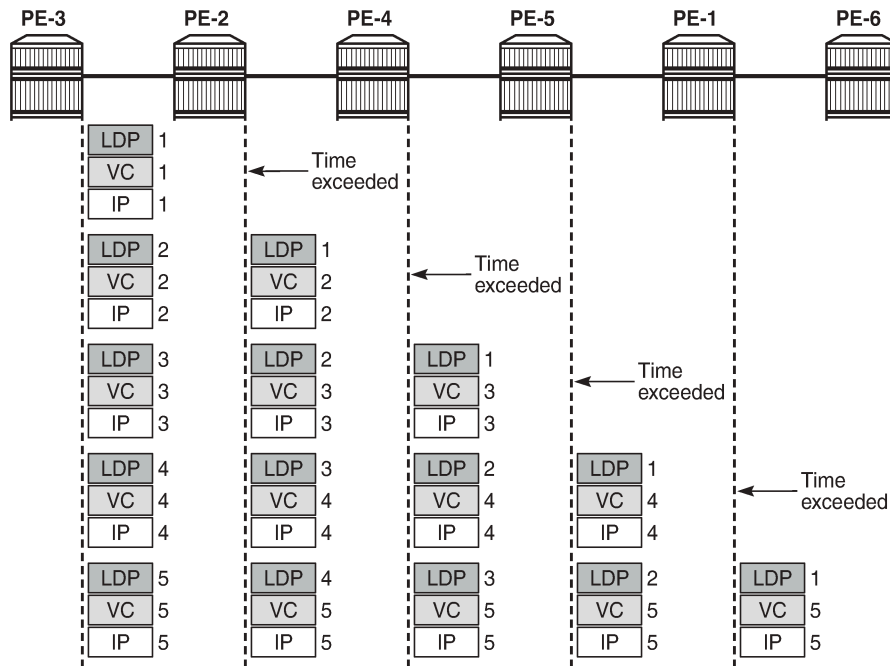 PE-3 PE-2 PE-4 PE-5 PE-1 PE-6
LDP 1
VC 1
IP 1
Time
exceeded
LDP 2 LDP 1
VC 2 VC 2
IP 2 IP 2
Time
exceeded
LDP 3 LDP 2 LDP 1
VC 3 VC 3 VC 3
IP 3 IP 3 IP 3
Time
exceeded
LDP 4 LDP 3 LDP 2 LDP 1
VC 4 VC 4 VC 4 VC 4
IP 4 IP 4 IP 4 IP 4
Time
exceeded
LDP 5 LDP 4 LDP 3 LDP 2 LDP 1
VC 5 VC 5 VC 5 VC 5 VC 5
IP 5 IP 5 IP 5 IP 5 IP 5